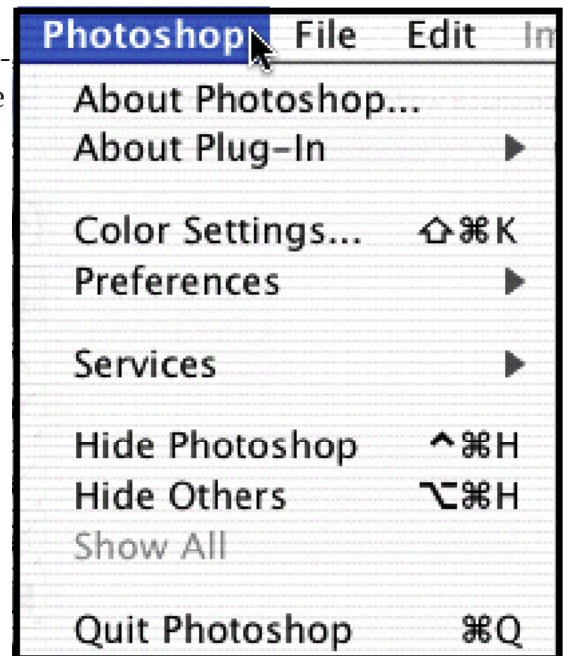 Photoshop File Edit
About Photoshop...
About Plug-In ▶
Color Settings... ⇧⌘K
Preferences ▶
Services ▶
Hide Photoshop ^⌘H
Hide Others ⌥⌘H
Show All
Quit Photoshop ⌘Q